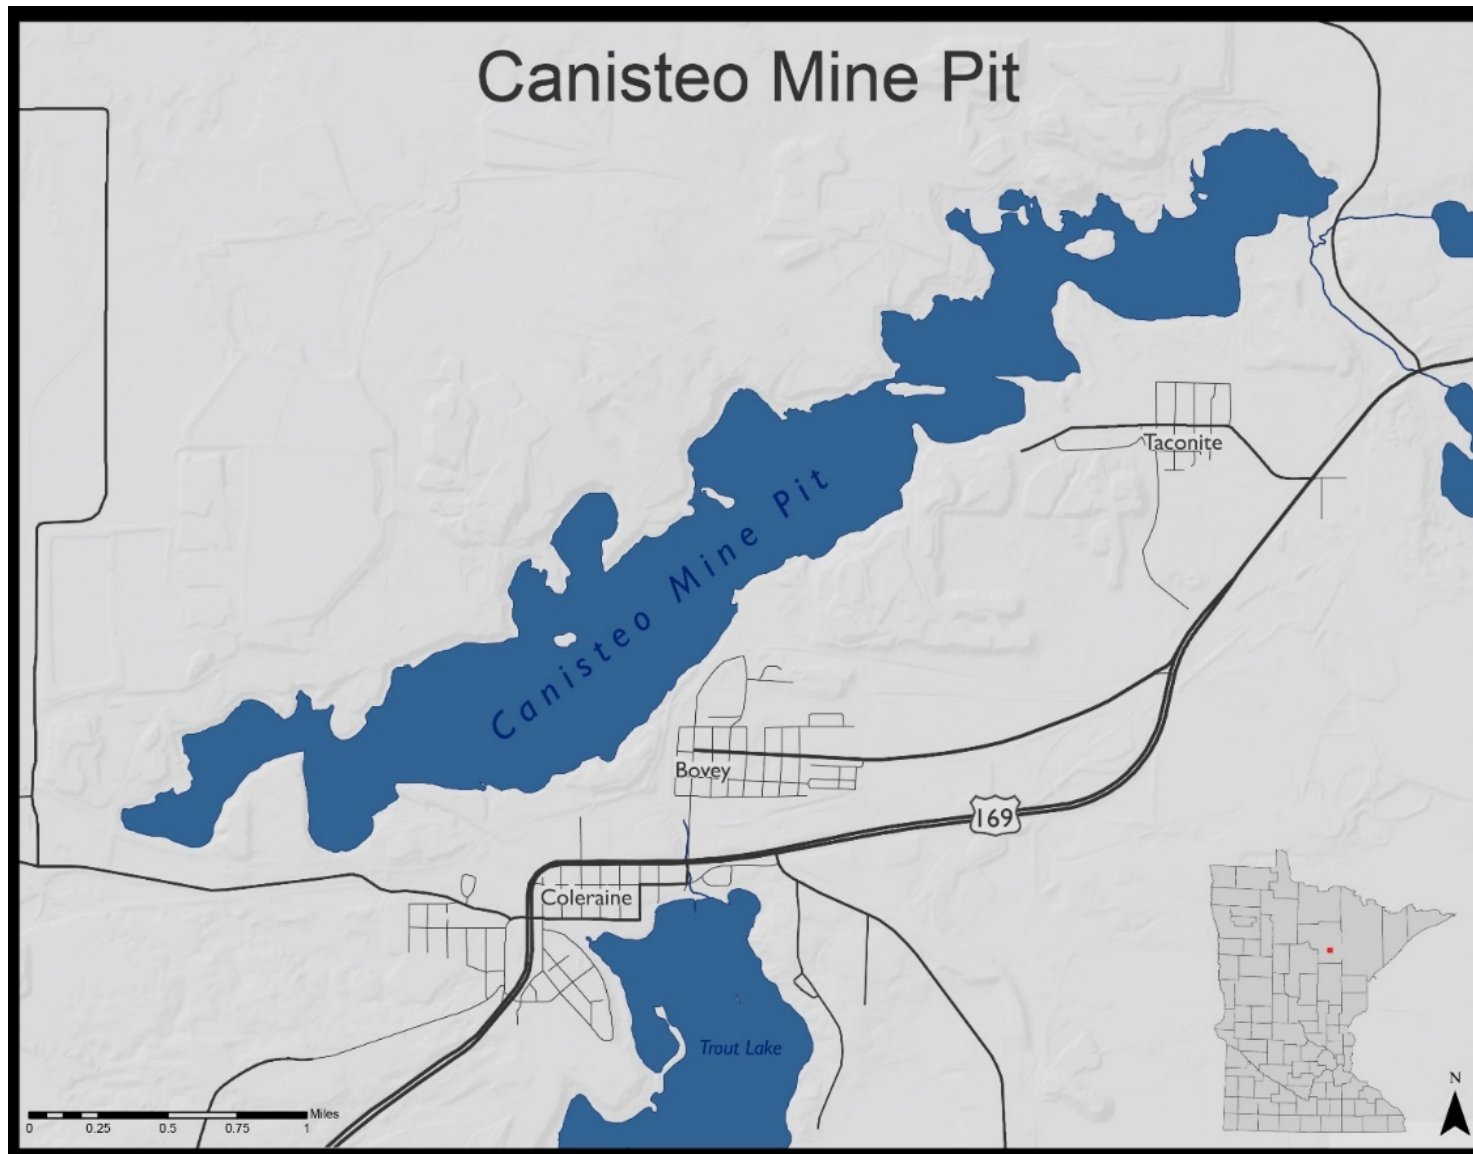 Canisteo Mine Pit
Taconite
Canisteo Mine Pit
Bovey
169
Coleraine
Trout Lake
N
Miles
0 0.25 0.5 0.75 1